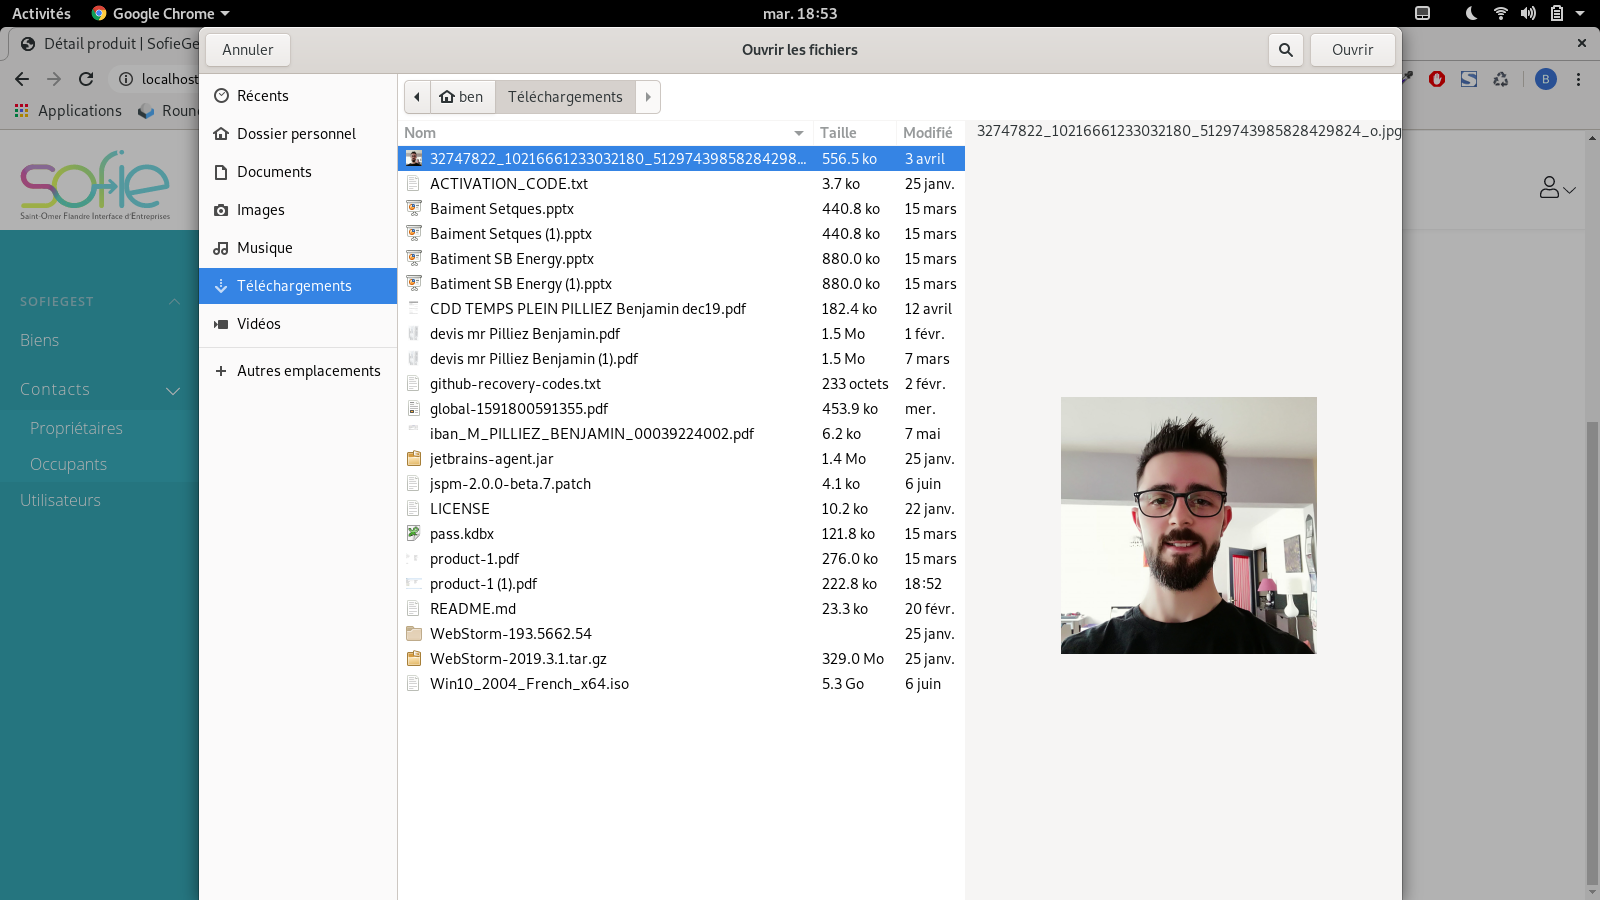 Activités
Google Chrome
mar. 18:53
Détail produit | SofieGe
Annuler
Ouvrir les fichiers
Ouvrir
localhost
B
Applications
Roun
sofie
Saint-Omer Flandre Interface d'Entreprises
SOFIEGEST
Biens
Contacts
Propriétaires
Occupants
Utilisateurs
Récents
Dossier personnel
Documents
Images
Musique
Téléchargements
Vidéos
Autres emplacements
ben
Téléchargements
Nom Taille Modifié
32747822_10216661233032180_51297439858284298... 556.5 ko 3 avril
ACTIVATION_CODE.txt 3.7 ko 25 janv.
Baiment Setques.pptx 440.8 ko 15 mars
Baiment Setques (1).pptx 440.8 ko 15 mars
Batiment SB Energy.pptx 880.0 ko 15 mars
Batiment SB Energy (1).pptx 880.0 ko 15 mars
CDD TEMPS PLEIN PILLIEZ Benjamin dec19.pdf 182.4 ko 12 avril
devis mr Pilliez Benjamin.pdf 1.5 Mo 1 févr.
devis mr Pilliez Benjamin (1).pdf 1.5 Mo 7 mars
github-recovery-codes.txt 233 octets 2 févr.
global-1591800591355.pdf 453.9 ko mer.
iban_M_PILLIEZ_BENJAMIN_00039224002.pdf 6.2 ko 7 mai
jetbrains-agent.jar 1.4 Mo 25 janv.
jspm-2.0.0-beta.7.patch 4.1 ko 6 juin
LICENSE 10.2 ko 22 janv.
pass.kdbx 121.8 ko 15 mars
product-1.pdf 276.0 ko 15 mars
product-1 (1).pdf 222.8 ko 18:52
README.md 23.3 ko 20 févr.
WebStorm-193.5662.54 25 janv.
WebStorm-2019.3.1.tar.gz 329.0 Mo 25 janv.
Win10_2004_French_x64.iso 5.3 Go 6 juin
32747822_10216661233032180_5129743985828429824_o.jpg